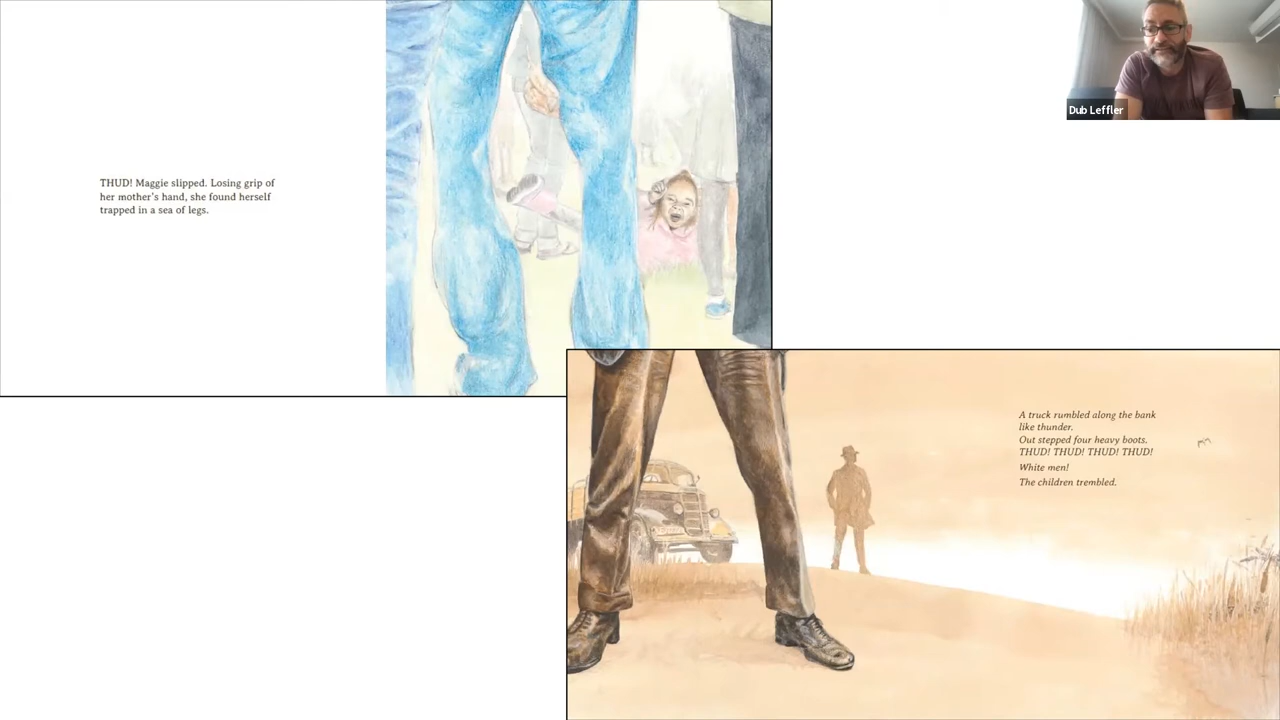 THUD! Maggie slipped. Losing grip of
her mother's hand, she found herself
trapped in a sea of legs.
Dub Leffler
A truck rumbled along the bank
like thunder.
Out stepped four heavy boots.
THUD! THUD! THUD! THUD!
White men!
The children trembled.